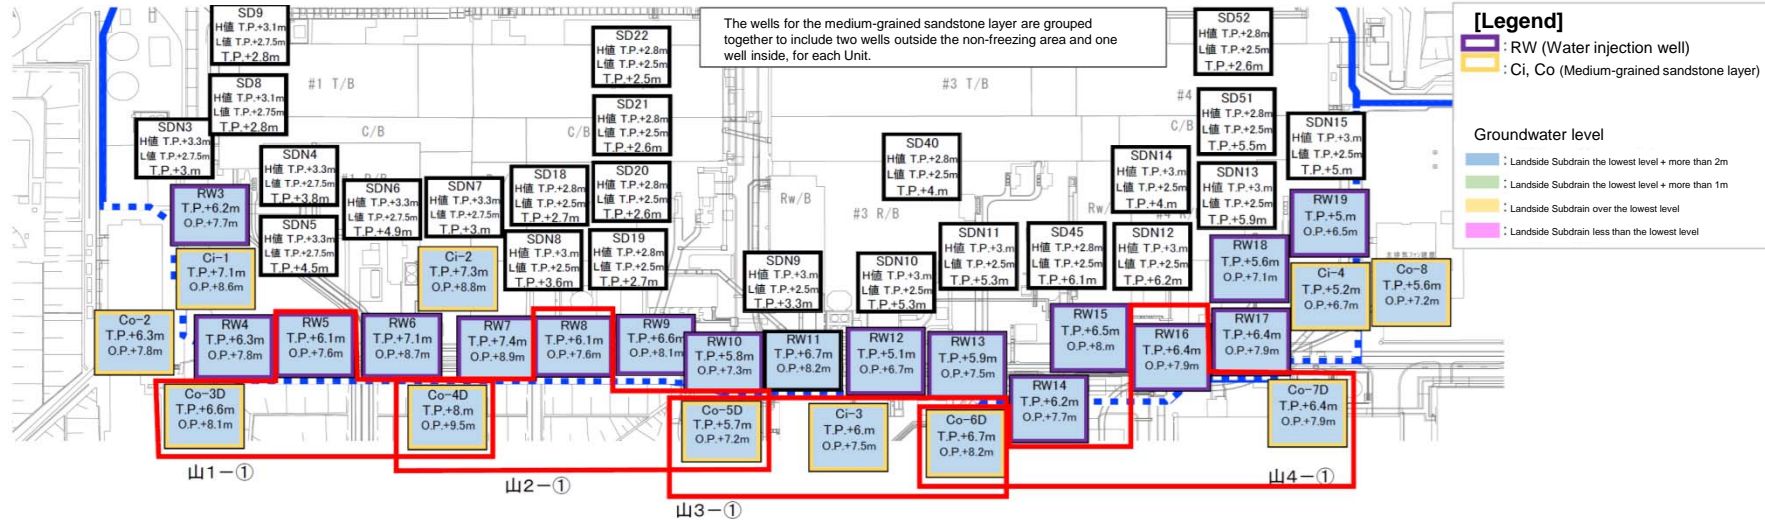 The wells for the medium-grained sandstone layer are grouped
together to include two wells outside the non-freezing area and one
well inside, for each Unit.
[Legend]
: RW (Water injection well)
: Ci, Co (Medium-grained sandstone layer)
Groundwater level
: Landside Subdrain the lowest level + more than 2m
: Landside Subdrain the lowest level + more than 1m
: Landside Subdrain over the lowest level
: Landside Subdrain less than the lowest level
SD9
H値 T.P.+3.1m
L値 T.P.+2.7.5m
T.P.+2.8m
SD8
H値 T.P.+3.1m
L値 T.P.+2.75m
T.P.+2.8m
SDN3
H値 T.P.+3.3m
L値 T.P.+2.7.5m
T.P.+3.m
SDN4
H値 T.P.+3.3m
L値 T.P.+2.7.5m
T.P.+3.8m
SDN5
H値 T.P.+3.3m
L値 T.P.+2.7.5m
T.P.+4.5m
SDN6
H値 T.P.+3.3m
L値 T.P.+2.7.5m
T.P.+4.9m
SDN7
H値 T.P.+3.3m
L値 T.P.+2.7.5m
T.P.+3.m
SD18
H値 T.P.+2.8m
L値 T.P.+2.5m
T.P.+2.7m
SDN8
H値 T.P.+3.m
L値 T.P.+2.5m
T.P.+3.6m
SD22
H値 T.P.+2.8m
L値 T.P.+2.5m
T.P.+2.5m
SD21
H値 T.P.+2.8m
L値 T.P.+2.5m
T.P.+2.6m
SD20
H値 T.P.+2.8m
L値 T.P.+2.5m
T.P.+2.6m
SD19
H値 T.P.+2.8m
L値 T.P.+2.5m
T.P.+2.7m
SDN9
H値 T.P.+3.m
L値 T.P.+2.5m
T.P.+3.3m
SD40
H値 T.P.+2.8m
L値 T.P.+2.5m
T.P.+4.m
SDN10
H値 T.P.+3.m
L値 T.P.+2.5m
T.P.+5.3m
SDN11
H値 T.P.+3.m
L値 T.P.+2.5m
T.P.+5.3m
SD45
H値 T.P.+2.8m
L値 T.P.+2.5m
T.P.+6.1m
SDN14
H値 T.P.+3.m
L値 T.P.+2.5m
T.P.+4.m
SDN12
H値 T.P.+3.m
L値 T.P.+2.5m
T.P.+6.2m
SD52
H値 T.P.+2.8m
L値 T.P.+2.5m
T.P.+2.6m
SD51
H値 T.P.+2.8m
L値 T.P.+2.5m
T.P.+5.5m
SDN13
H値 T.P.+3.m
L値 T.P.+2.5m
T.P.+5.9m
SDN15
H値 T.P.+3.m
L値 T.P.+2.5m
T.P.+5.m
#1 T/B
C/B
C/B
#3 T/B
#4
C/B
Rw/B
#3 R/B
Rw/
RW3
T.P.+6.2m
O.P.+7.7m
Ci-1
T.P.+7.1m
O.P.+8.6m
Ci-2
T.P.+7.3m
O.P.+8.8m
RW19
T.P.+5.m
O.P.+6.5m
RW18
T.P.+5.6m
O.P.+7.1m
Ci-4
T.P.+5.2m
O.P.+6.7m
Co-8
T.P.+5.6m
O.P.+7.2m
Co-2
T.P.+6.3m
O.P.+7.8m
RW4
T.P.+6.3m
O.P.+7.8m
RW5
T.P.+6.1m
O.P.+7.6m
RW6
T.P.+7.1m
O.P.+8.7m
RW7
T.P.+7.4m
O.P.+8.9m
RW8
T.P.+6.1m
O.P.+7.6m
RW9
T.P.+6.6m
O.P.+8.1m
RW10
T.P.+5.8m
O.P.+7.3m
RW11
T.P.+6.7m
O.P.+8.2m
RW12
T.P.+5.1m
O.P.+6.7m
RW13
T.P.+5.9m
O.P.+7.5m
RW15
T.P.+6.5m
O.P.+8.m
RW14
T.P.+6.2m
O.P.+7.7m
RW16
T.P.+6.4m
O.P.+7.9m
RW17
T.P.+6.4m
O.P.+7.9m
Co-3D
T.P.+6.6m
O.P.+8.1m
Co-4D
T.P.+8.m
O.P.+9.5m
Co-5D
T.P.+5.7m
O.P.+7.2m
Ci-3
T.P.+6.m
O.P.+7.5m
Co-6D
T.P.+6.7m
O.P.+8.2m
Co-7D
T.P.+6.4m
O.P.+7.9m
山1-①
山2-①
山3-①
山4-①